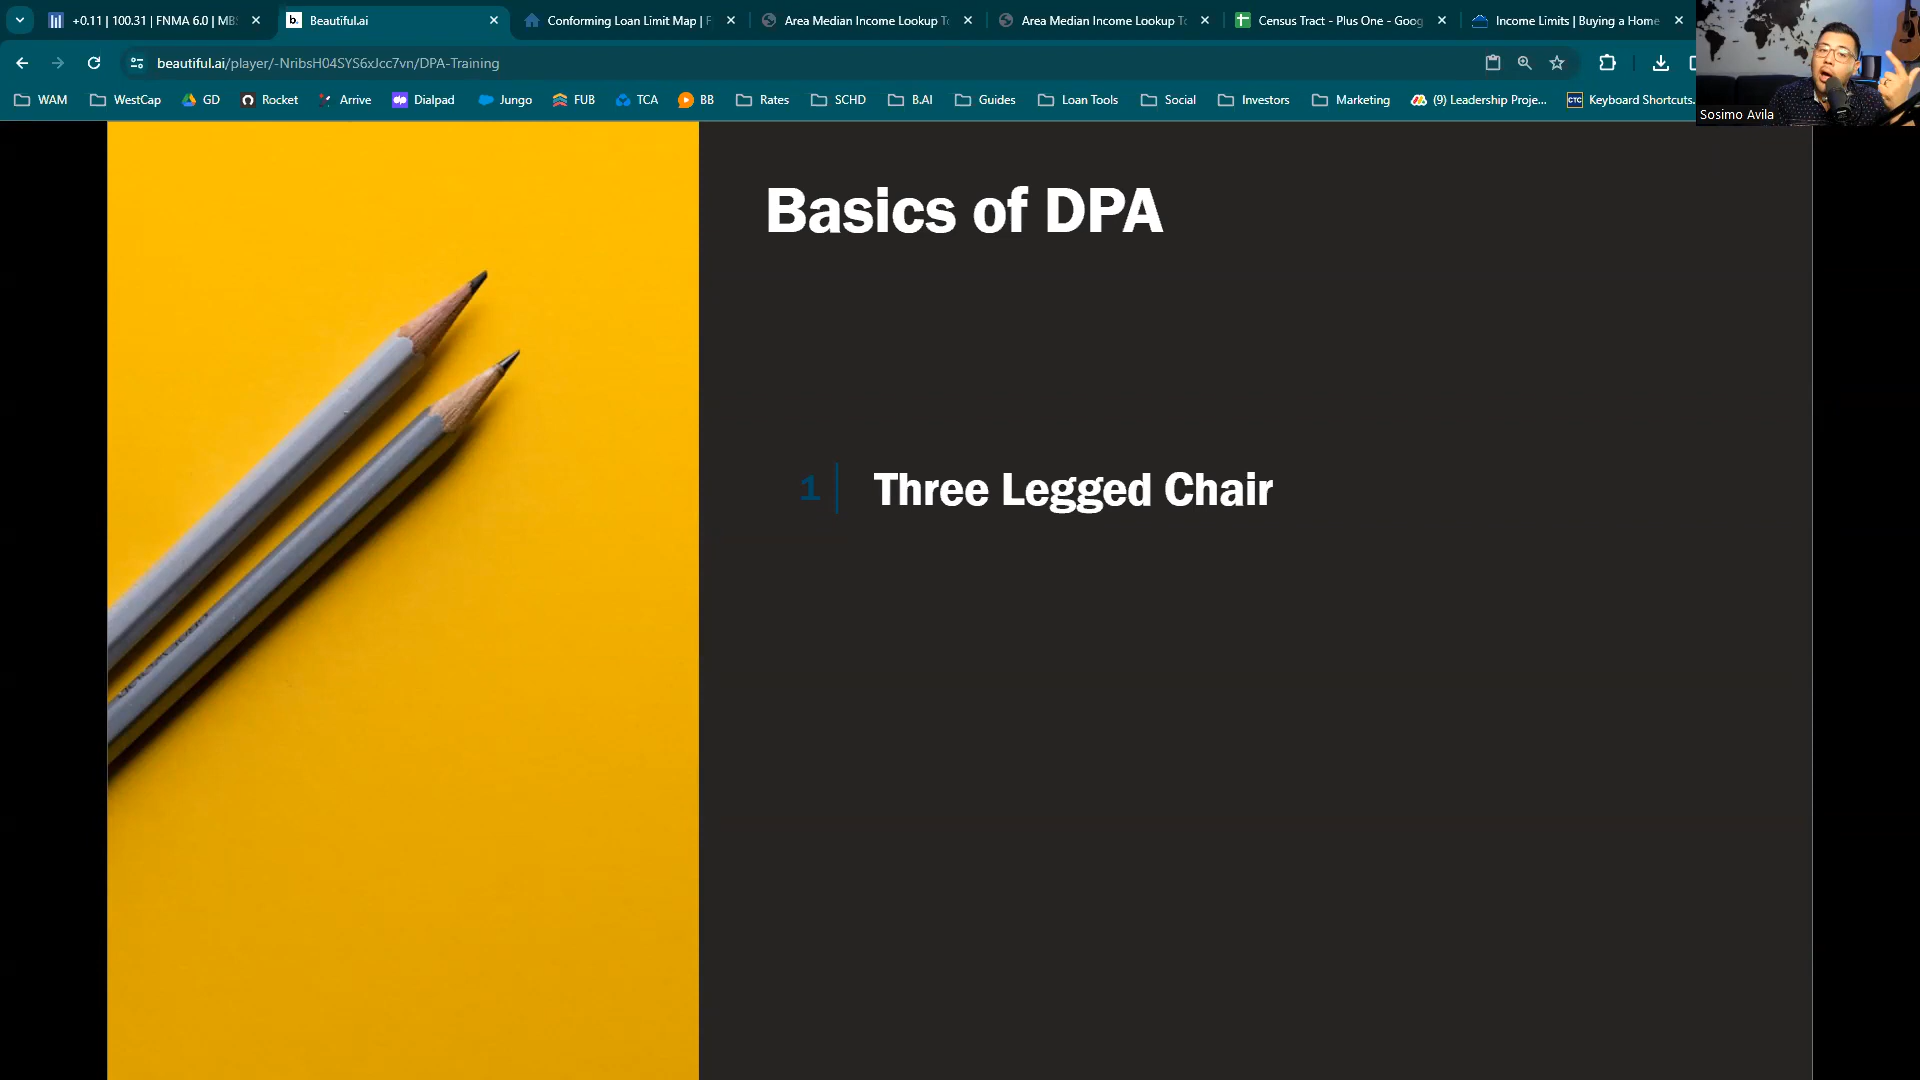 +0.11 | 100.31 | FNMA 6.0 | MB
Beautiful.ai
Conforming Loan Limit Map | F
Area Median Income Lookup To
Area Median Income Lookup To
Census Tract - Plus One - Goog
Income Limits | Buying a Home
beautiful.ai/player/-NribsH04SYS6xJcc7vn/DPA-Training
WAM
WestCap
GD
Rocket
Arrive
Dialpad
Jungo
FUB
TCA
BB
Rates
SCHD
B.AI
Guides
Loan Tools
Social
Investors
Marketing
(9) Leadership Proje...
CTC
Keyboard Shortcuts.
Sosimo Avila
Basics of DPA
1
Three Legged Chair